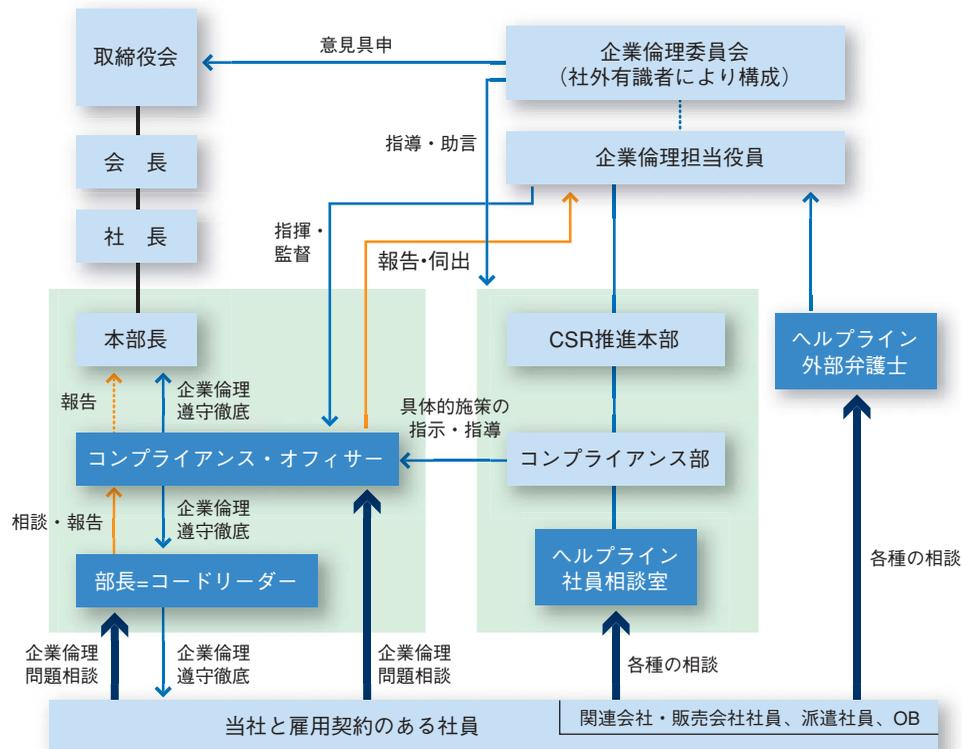 取締役会
意見具申
企業倫理委員会
（社外有識者により構成）
指導・助言
会　長
企業倫理担当役員
社　長
指揮・
監督
報告・伺出
本部長
CSR推進本部
ヘルプライン
外部弁護士
報告
企業倫理
遵守徹底
具体的施策の
指示・指導
コンプライアンス・オフィサー
コンプライアンス部
相談・報告
企業倫理
遵守徹底
部長=コードリーダー
ヘルプライン
社員相談室
各種の相談
企業倫理
問題相談
企業倫理
遵守徹底
企業倫理
問題相談
各種の相談
当社と雇用契約のある社員
関連会社・販売会社社員、派遣社員、OB